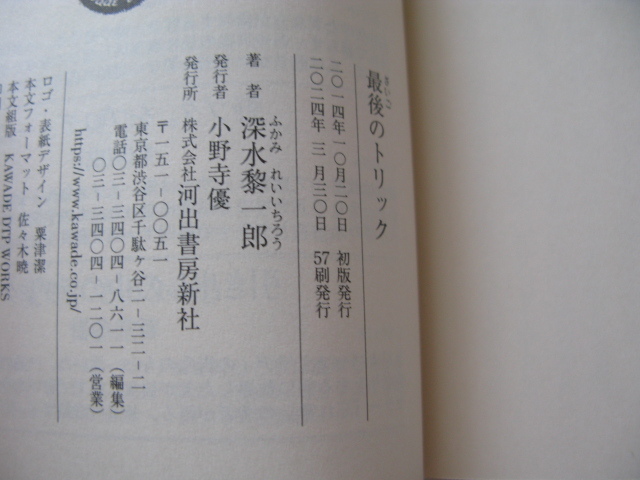 さいご
最後のトリック
二〇一四年一〇月二〇日 初版発行
二〇二四年 三月三〇日 57刷発行
ふかみ れいいちろう
著 者 深水黎一郎
発行者 小野寺優
発行所 株式会社河出書房新社
〒一五一-〇〇五一
東京都渋谷区千駄ヶ谷二-三二-二
電話〇三-三四〇四-八六一一（編集）
〇三-三四〇四-一二〇一（営業）
https://www.kawade.co.jp/
ロゴ・表紙デザイン 粟津潔
本文フォーマット 佐々木暁
本文組版 KAWADE DTP WORKS